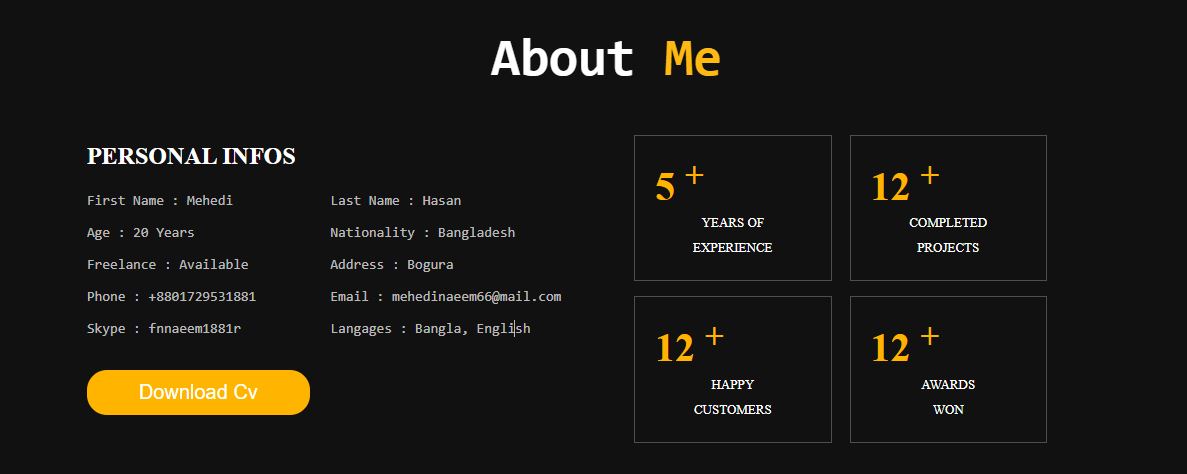 About Me
PERSONAL INFOS
First Name : Mehedi
Last Name : Hasan
Age : 20 Years
Nationality : Bangladesh
Freelance : Available
Address : Bogura
Phone : +8801729531881
Email : mehedinaeem66@mail.com
Skype : fnnaeem1881r
Langages : Bangla, English
Download Cv
5 +
YEARS OF
EXPERIENCE
12 +
COMPLETED
PROJECTS
12 +
HAPPY
CUSTOMERS
12 +
AWARDS
WON